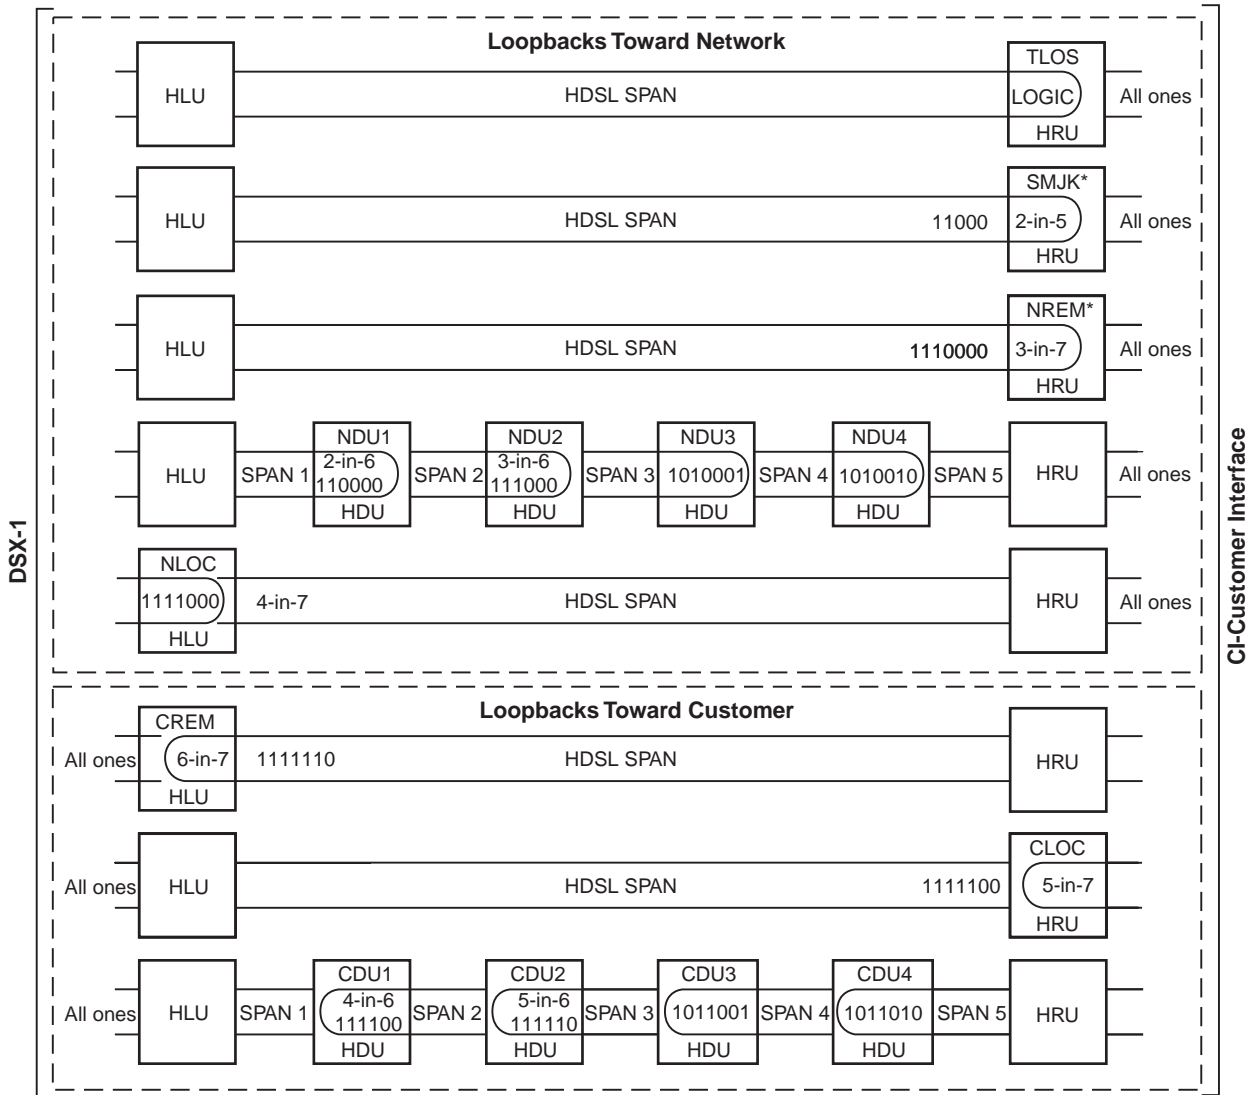 Loopbacks Toward Network
DSX-1
CI-Customer Interface
HLU
HDSL SPAN
TLOS
LOGIC
HRU
All ones
HLU
HDSL SPAN
11000
SMJK*
2-in-5
HRU
All ones
HLU
HDSL SPAN
1110000
NREM*
3-in-7
HRU
All ones
HLU
SPAN 1
NDU1
2-in-6
110000
HDU
SPAN 2
NDU2
3-in-6
111000
HDU
SPAN 3
NDU3
1010001
HDU
SPAN 4
NDU4
1010010
HDU
SPAN 5
HRU
All ones
NLOC
1111000
HLU
4-in-7
HDSL SPAN
HRU
All ones
Loopbacks Toward Customer
All ones
CREM
6-in-7
HLU
1111110
HDSL SPAN
HRU
All ones
HLU
HDSL SPAN
1111100
CLOC
5-in-7
HRU
All ones
HLU
SPAN 1
CDU1
4-in-6
111100
HDU
SPAN 2
CDU2
5-in-6
111110
HDU
SPAN 3
CDU3
1011001
HDU
SPAN 4
CDU4
1011010
HDU
SPAN 5
HRU